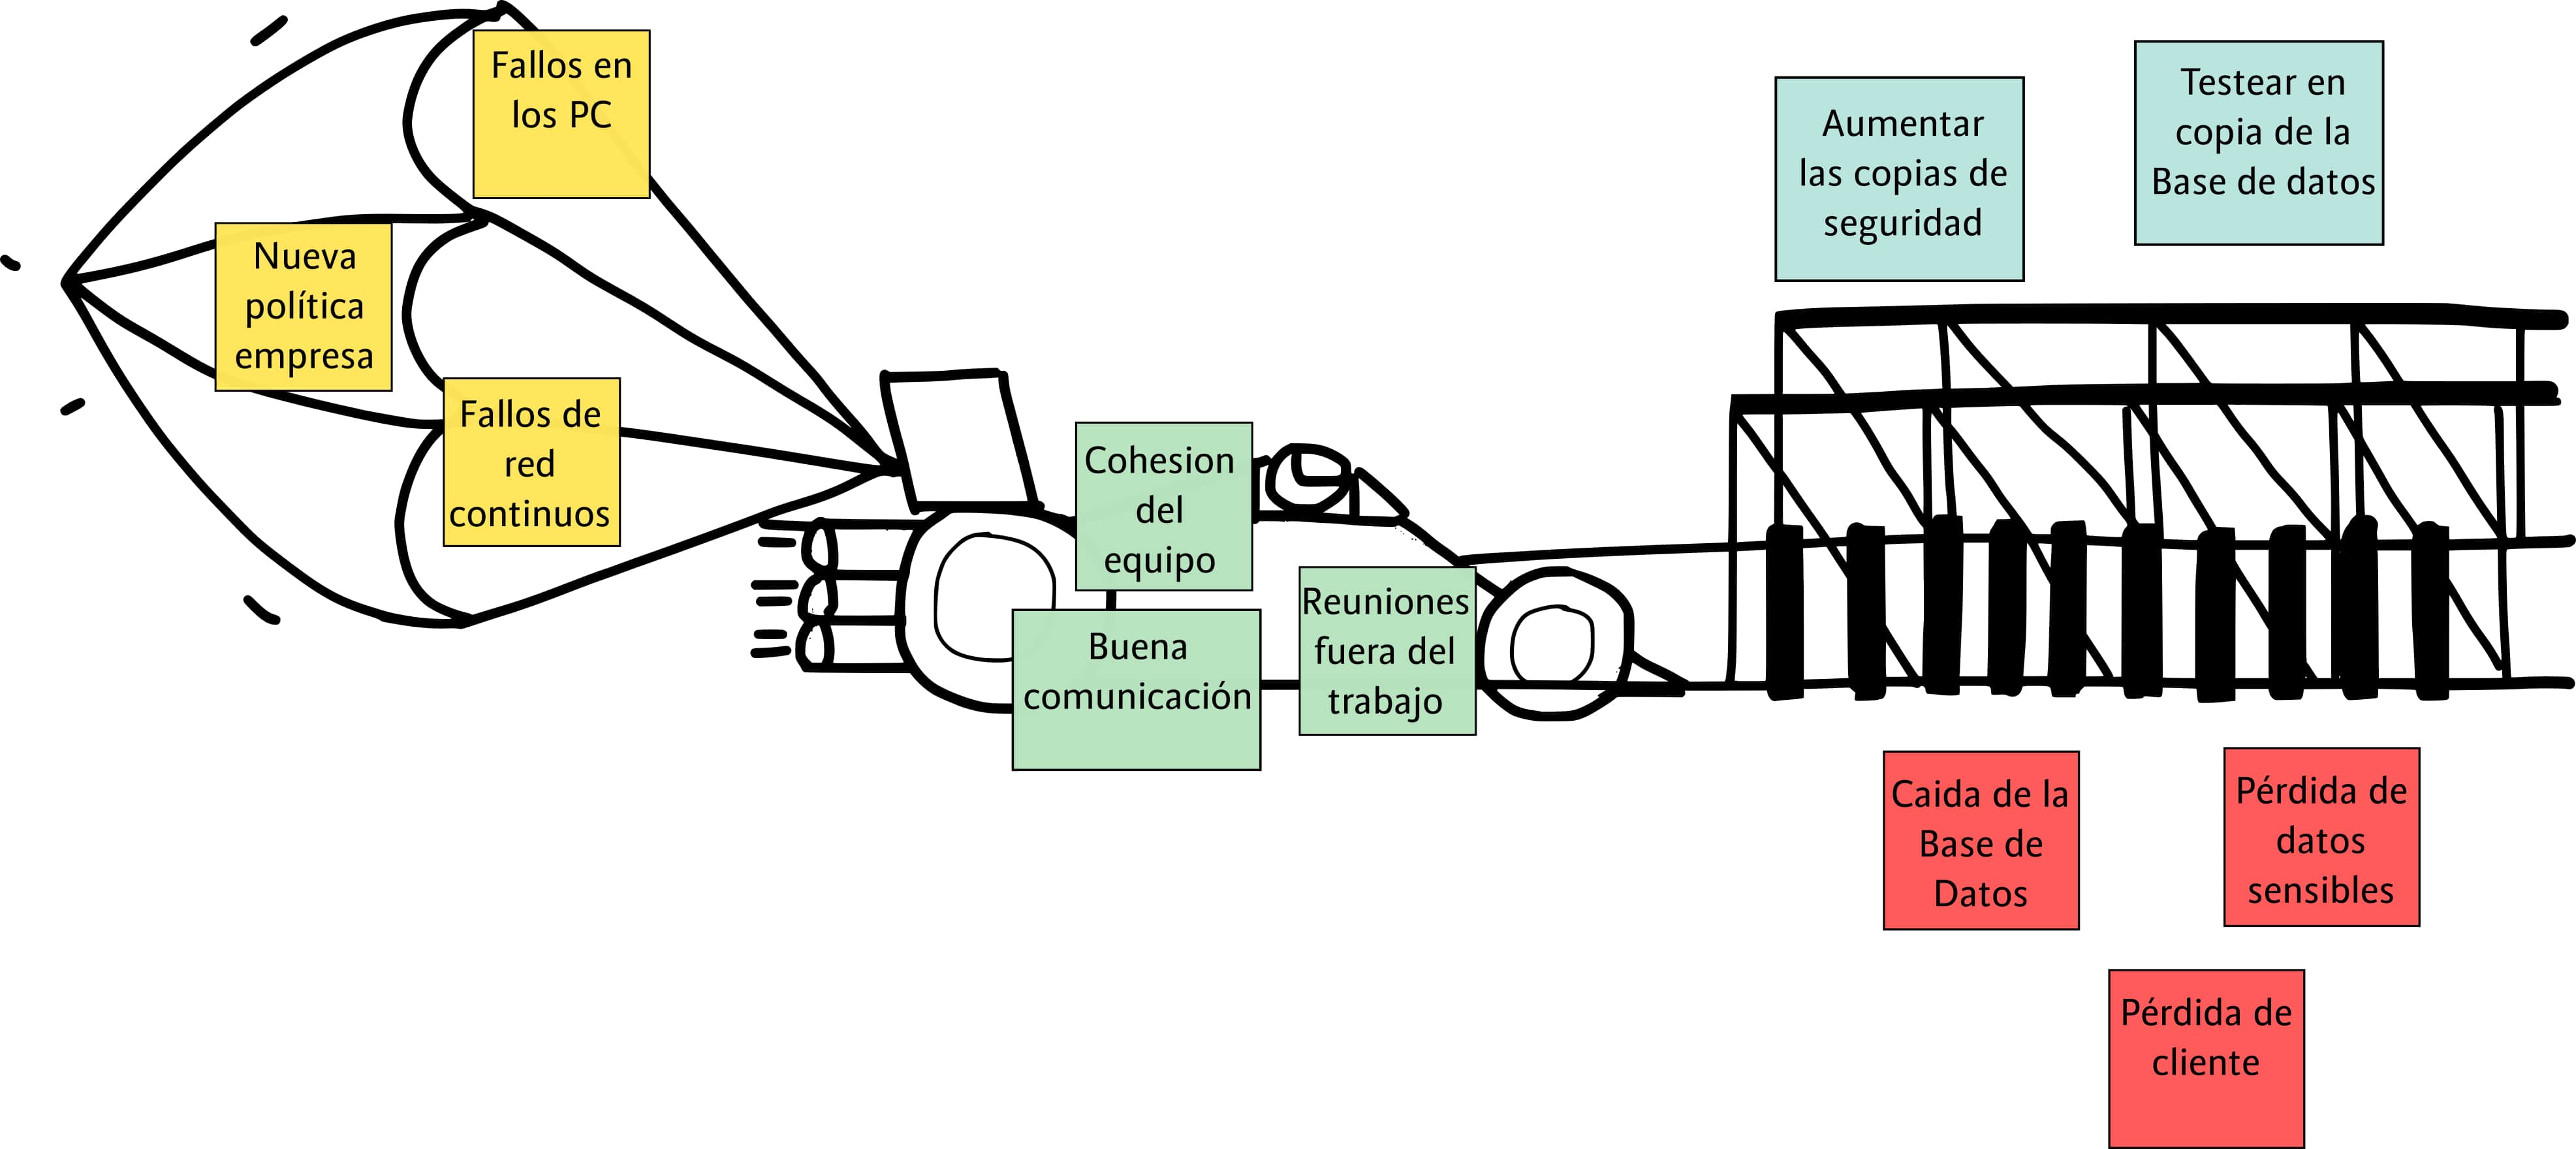 Fallos en
los PC
Nueva
política
empresa
Fallos de
red
continuos
Cohesion
del
equipo
Buena
comunicación
Reuniones
fuera del
trabajo
Aumentar
las copias de
seguridad
Testear en
copia de la
Base de datos
Caida de la
Base de
Datos
Pérdida de
datos
sensibles
Pérdida de
cliente